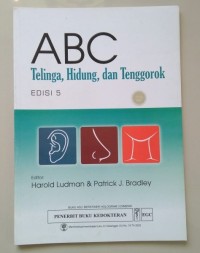 ABC
Telinga, Hidung, dan Tenggorok
EDISI 5
Editor
Harold Ludman & Patrick J. Bradley
PENERBIT BUKU KEDOKTERAN
EGC